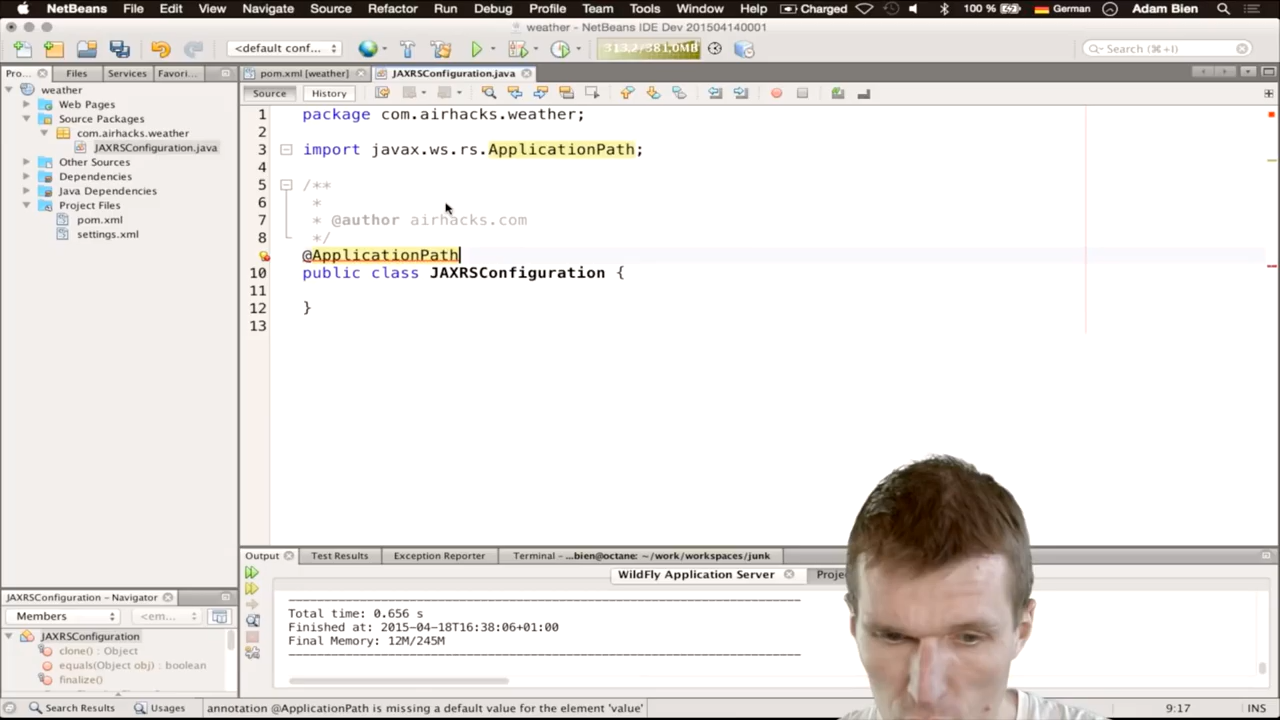 NetBeans File Edit View Navigate Source Refactor Run Debug Profile Team Tools Window Help Charged 100 % German Adam Bien
weather - NetBeans IDE Dev 201504140001
<default conf... 313,2/381,0MB Search (⌘+I)
Pro... Files Services Favori... pom.xml [weather] JAXRSConfiguration.java
Source History
weather
Web Pages
Source Packages
com.airhacks.weather
JAXRSConfiguration.java
Other Sources
Dependencies
Java Dependencies
Project Files
pom.xml
settings.xml
1 package com.airhacks.weather;
2
3 import javax.ws.rs.ApplicationPath;
4
5 /**
6 *
7 * @author airhacks.com
8 */
@ApplicationPath
10 public class JAXRSConfiguration {
11
12 }
13
Output Test Results Exception Reporter Terminal - ...bien@octane: ~/work/workspaces/junk
WildFly Application Server
Total time: 0.656 s
Finished at: 2015-04-18T16:38:06+01:00
Final Memory: 12M/245M
JAXRSConfiguration - Navigator
Members <em...
JAXRSConfiguration
clone() : Object
equals(Object obj) : boolean
finalize()
Search Results Usages annotation @ApplicationPath is missing a default value for the element 'value' 9:17 INS